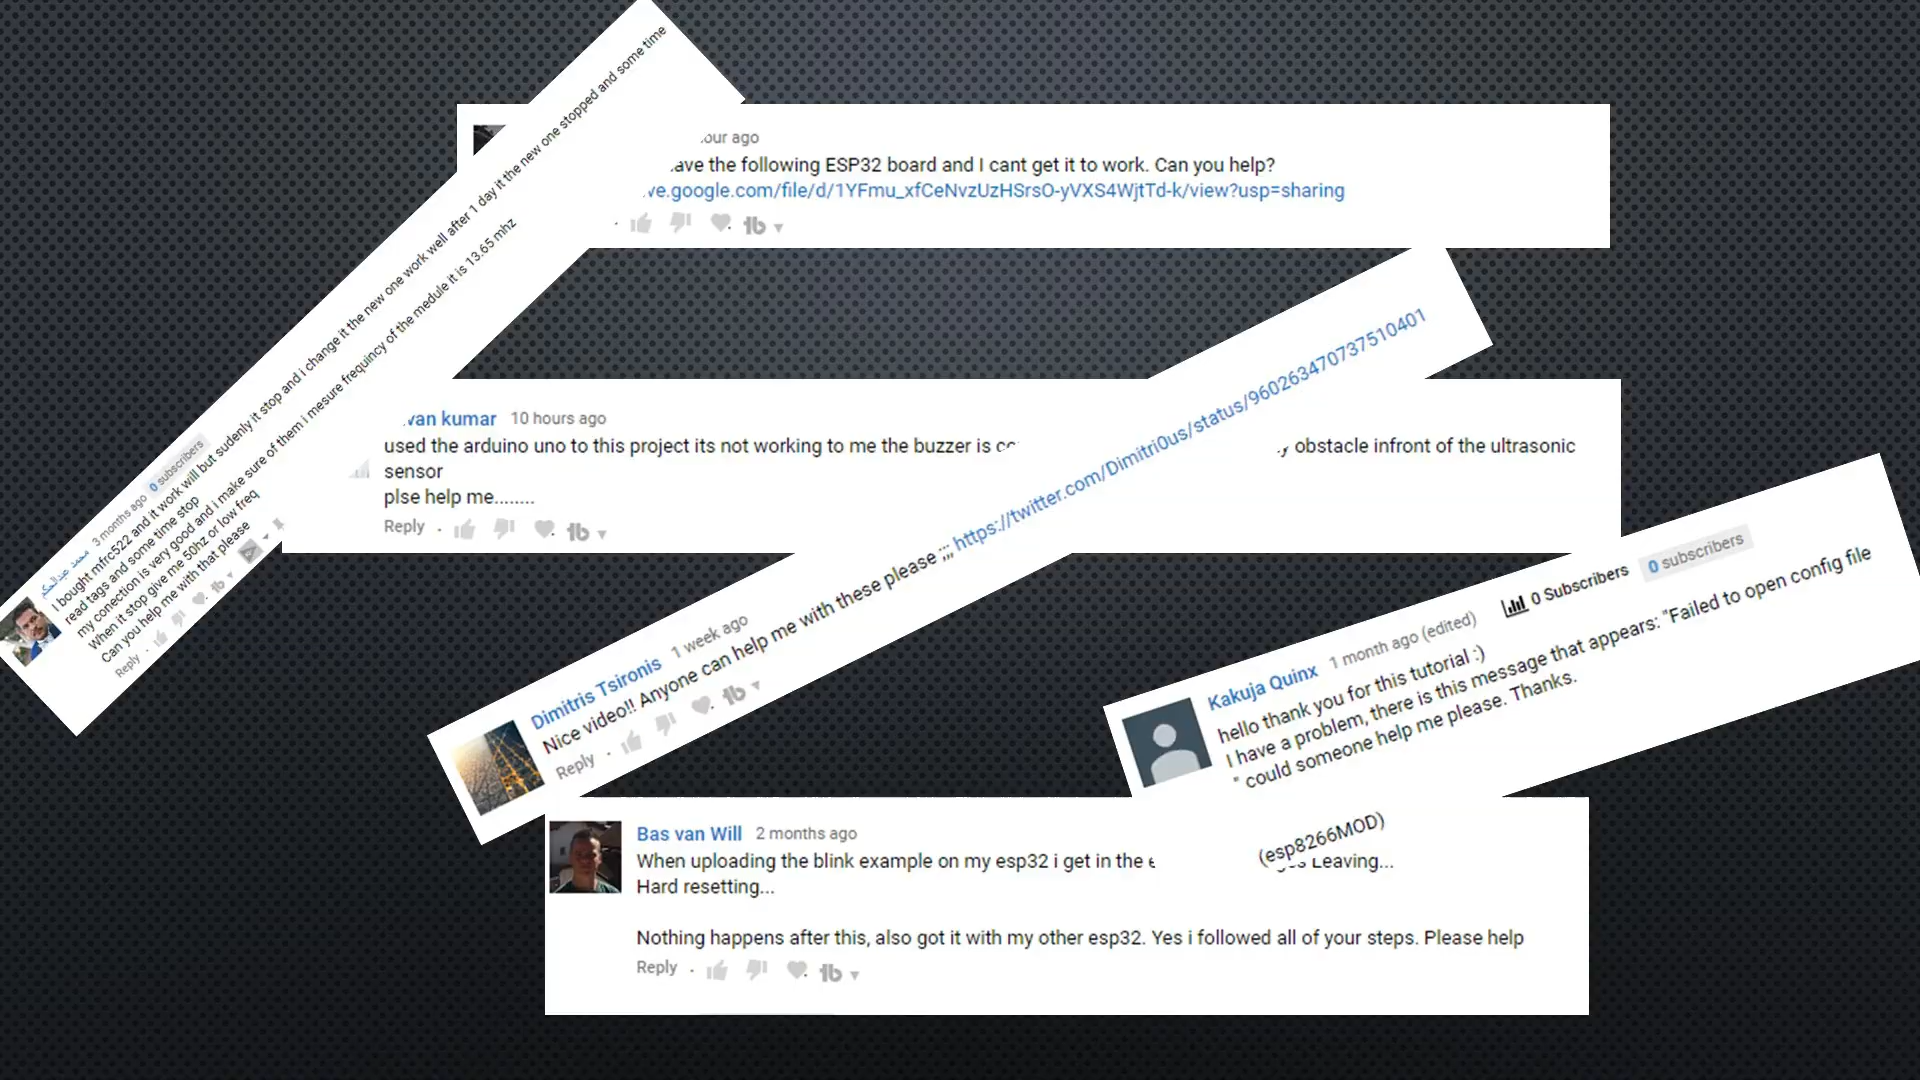 our ago
ave the following ESP32 board and I cant get it to work. Can you help?
ve.google.com/file/d/1YFmu_xfCeNvzUzHSrsO-yVXS4WjtTd-k/view?usp=sharing
محمد عبدالحكم 3 months ago 0 subscribers
I bought mfrc522 and it work will but sudenly it stop and i change it the new one work well after 1 day it the new one stopped and some time
read tags and some time stop
my conection is very good and i make sure of them i mesure frequincy of the medule it is 13.65 mhz
When it stop give me 50hz or low freq
Can you help me with that please
Reply
van kumar 10 hours ago
used the arduino uno to this project its not working to me the buzzer is
obstacle infront of the ultrasonic
sensor
plse help me........
Reply
Dimitris Tsironis 1 week ago
Nice video!! Anyone can help me with these please ;;; https://twitter.com/Dimitri0us/status/960263470737510401
Reply
Kakuja Quinx 1 month ago (edited) 0 Subscribers 0 subscribers
hello thank you for this tutorial :)
I have a problem, there is this message that appears: "Failed to open config file
" could someone help me please. Thanks.
(esp8266MOD)
Bas van Will 2 months ago
When uploading the blink example on my esp32 i get in the
Leaving...
Hard resetting...
Nothing happens after this, also got it with my other esp32. Yes i followed all of your steps. Please help
Reply